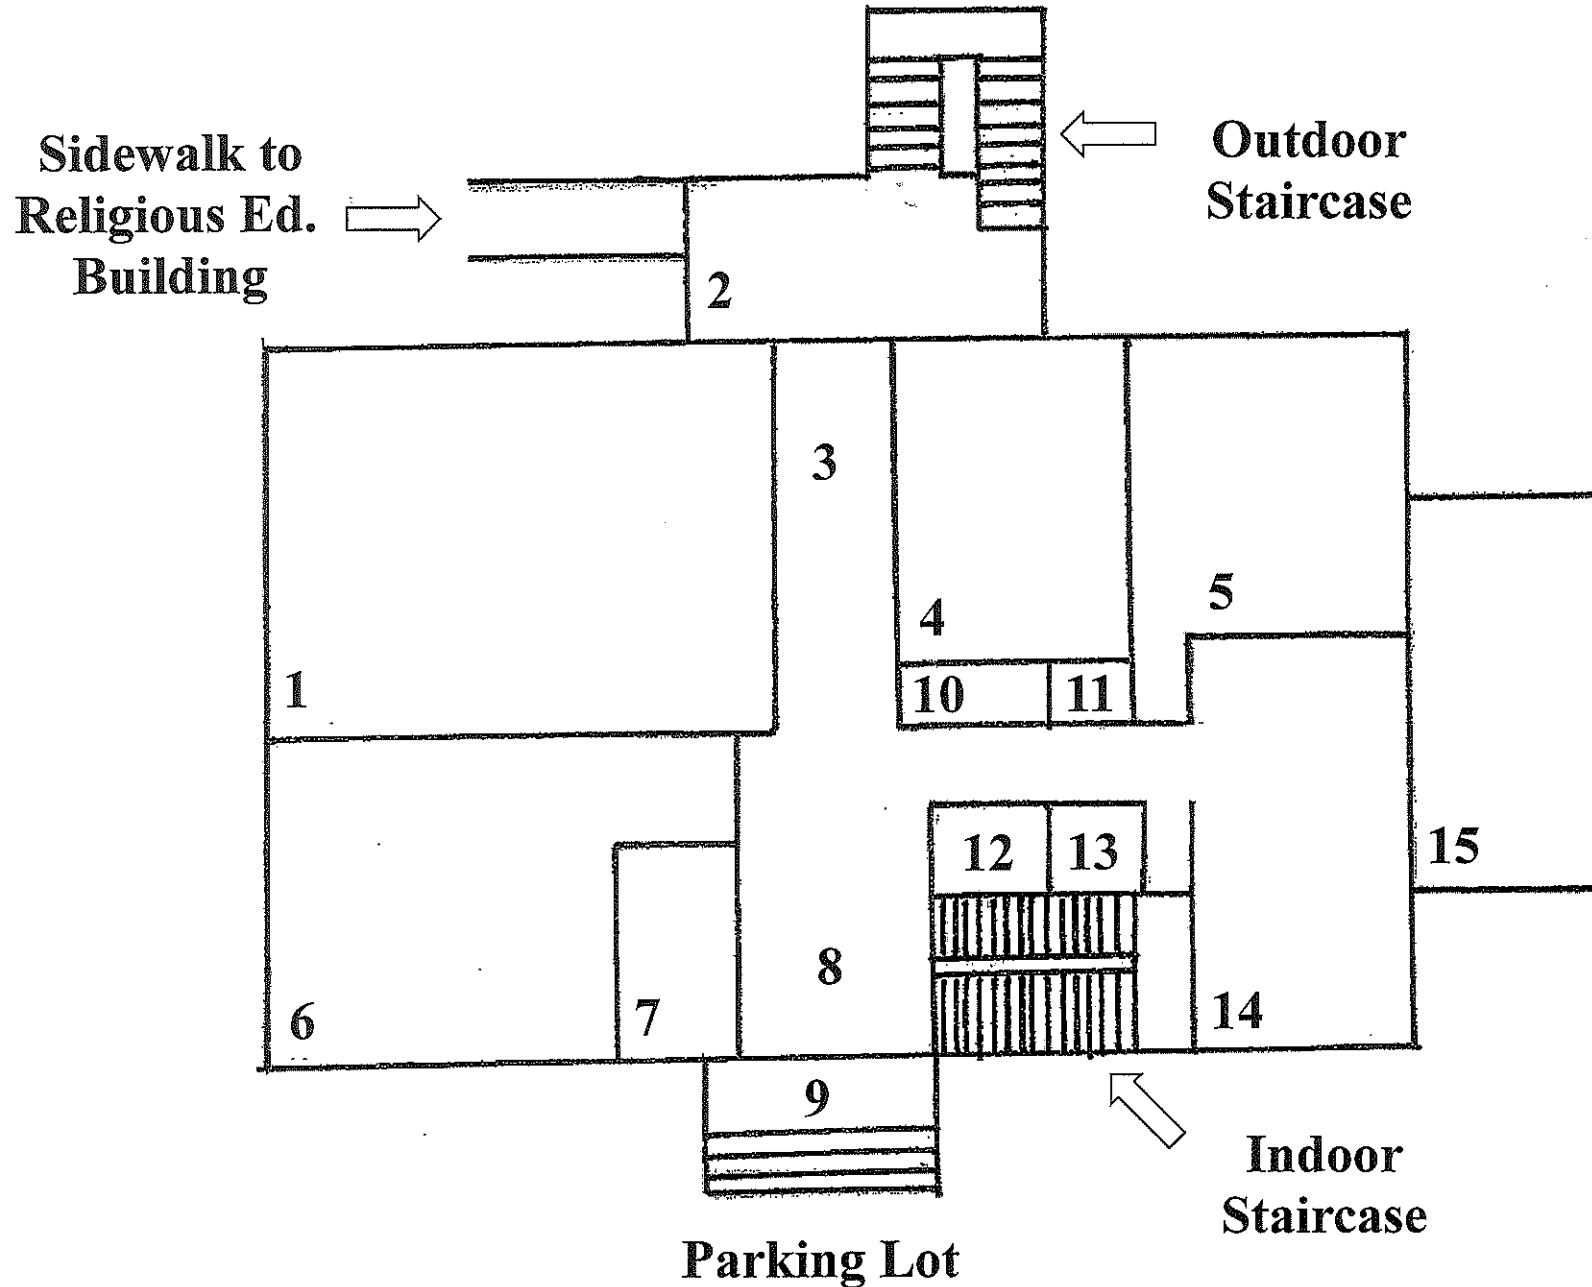 Sidewalk to
Religious Ed.
Building
Outdoor
Staircase
2
3
4
5
1
10
11
12
13
15
8
6
7
14
9
Indoor
Staircase
Parking Lot